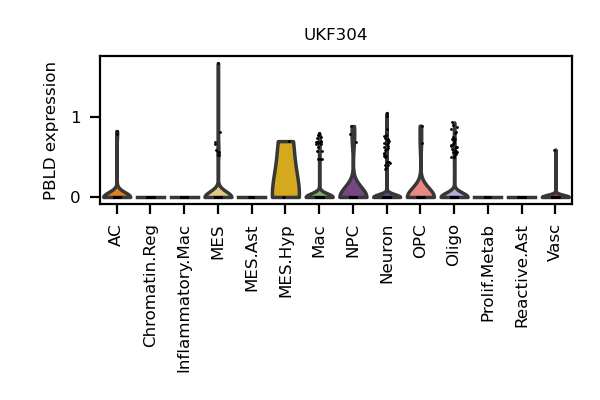 UKF304
PBLD expression
1
0
AC
Chromatin.Reg
Inflammatory.Mac
MES
MES.Ast
MES.Hyp
Mac
NPC
Neuron
OPC
Oligo
Prolif.Metab
Reactive.Ast
Vasc